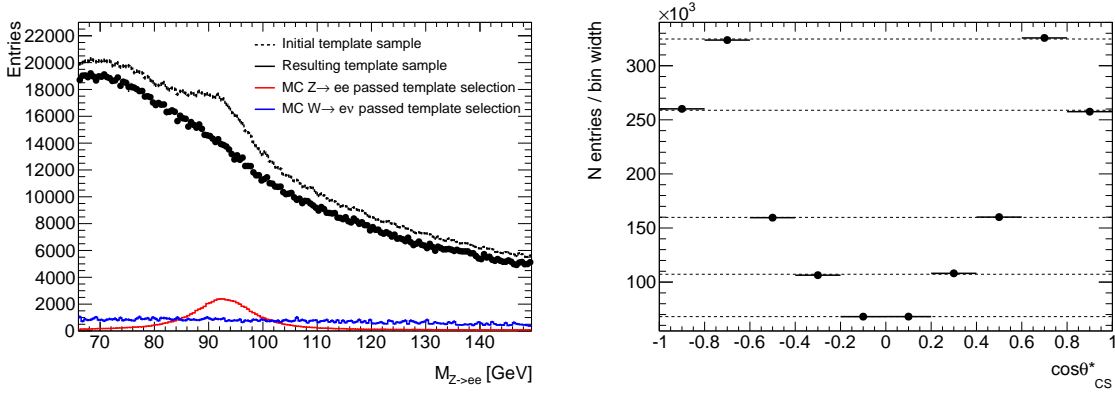 Entries
22000
20000
18000
16000
14000
12000
10000
8000
6000
4000
2000
0
Initial template sample
Resulting template sample
MC Z→ ee passed template selection
MC W→ eν passed template selection
80 90 100 110 120 130 140
M_{Z->ee} [GeV]
×10³
N entries / bin width
300
250
200
150
100
-1 -0.8 -0.6 -0.4 -0.2 0 0.2 0.4 0.6 0.8 1
cosθ*_{CS}